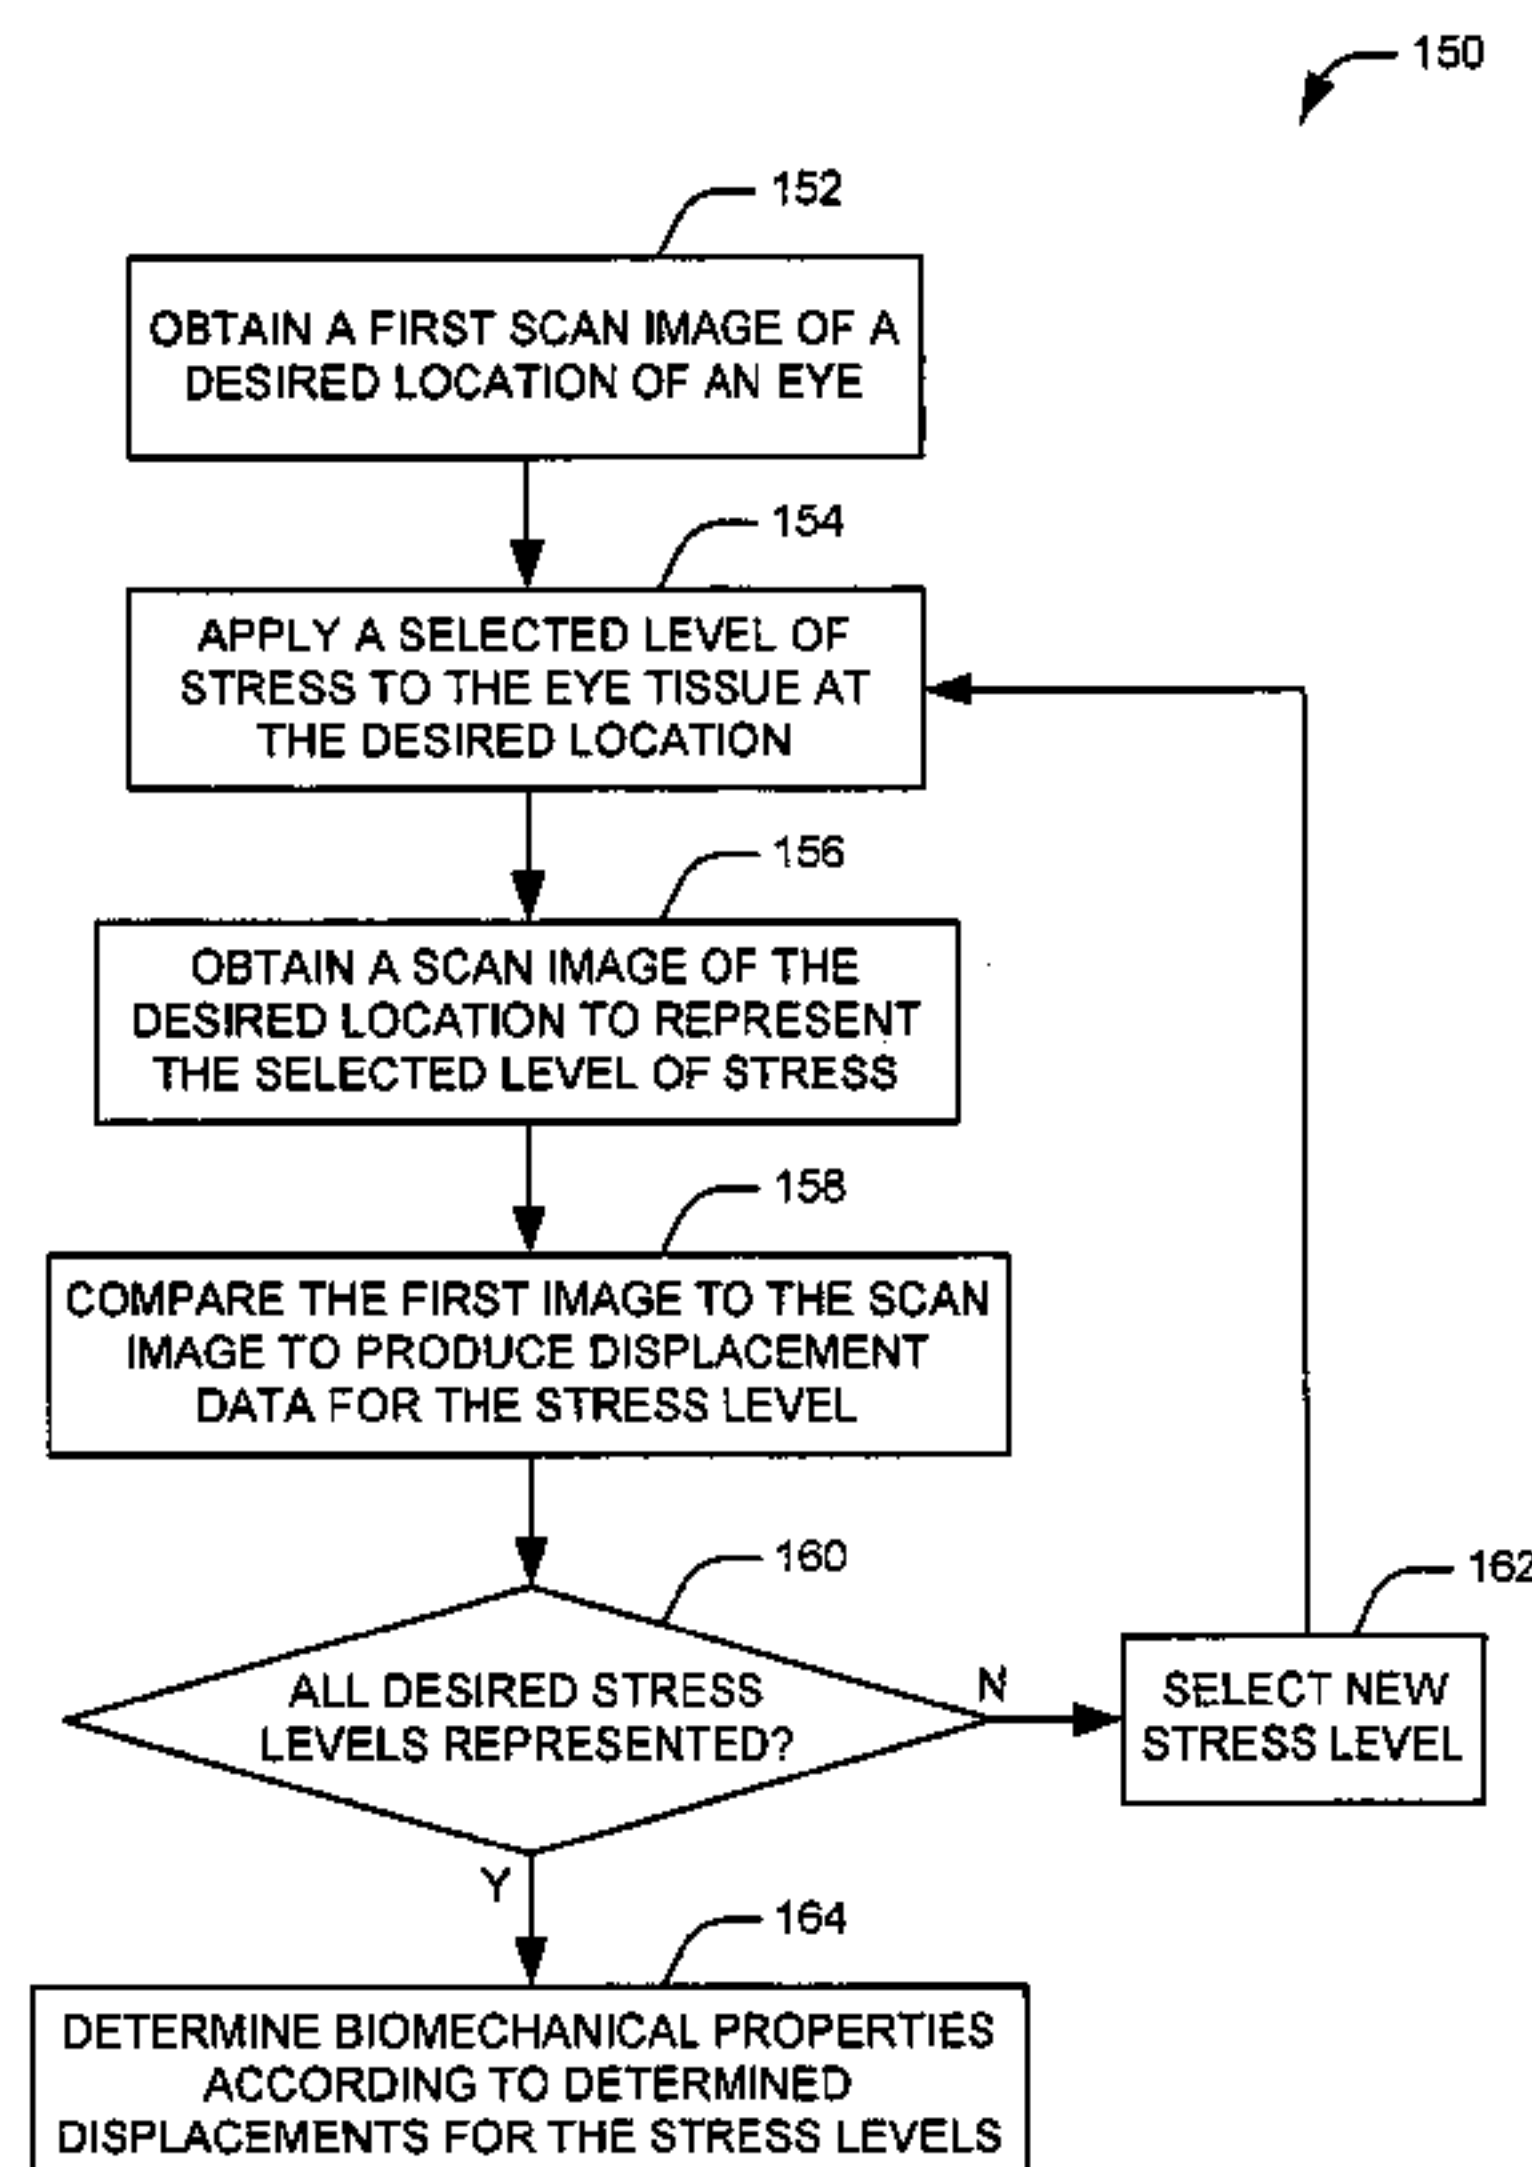 150
152
OBTAIN A FIRST SCAN IMAGE OF A
DESIRED LOCATION OF AN EYE
154
APPLY A SELECTED LEVEL OF
STRESS TO THE EYE TISSUE AT
THE DESIRED LOCATION
156
OBTAIN A SCAN IMAGE OF THE
DESIRED LOCATION TO REPRESENT
THE SELECTED LEVEL OF STRESS
158
COMPARE THE FIRST IMAGE TO THE SCAN
IMAGE TO PRODUCE DISPLACEMENT
DATA FOR THE STRESS LEVEL
160
ALL DESIRED STRESS
LEVELS REPRESENTED?
N
162
SELECT NEW
STRESS LEVEL
Y
164
DETERMINE BIOMECHANICAL PROPERTIES
ACCORDING TO DETERMINED
DISPLACEMENTS FOR THE STRESS LEVELS